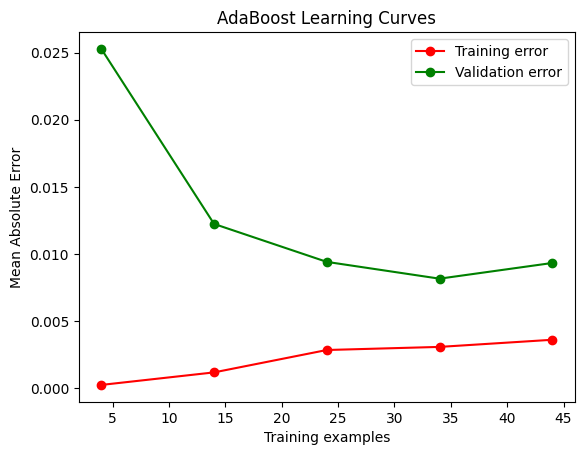 AdaBoost Learning Curves
Training error
Validation error
Mean Absolute Error
0.025
0.020
0.015
0.010
0.005
0.000
5 10 15 20 25 30 35 40 45
Training examples